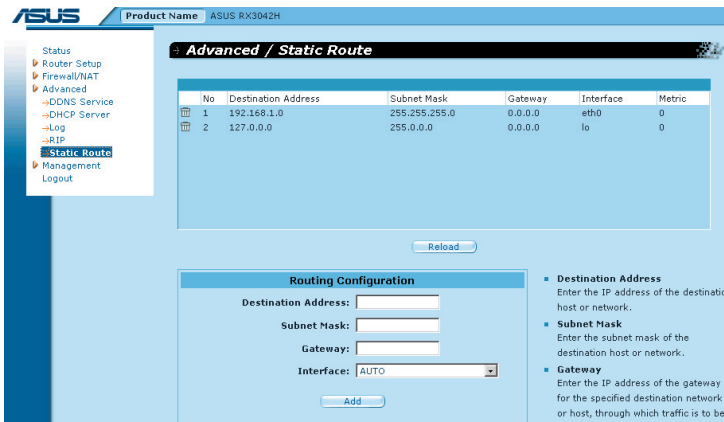 ASUS
Product Name ASUS RX3042H
Status
Router Setup
Firewall/NAT
Advanced
DDNS Service
DHCP Server
Log
RIP
Static Route
Management
Logout
Advanced / Static Route
No Destination Address Subnet Mask Gateway Interface Metric
1 192.168.1.0 255.255.255.0 0.0.0.0 eth0 0
2 127.0.0.0 255.0.0.0 0.0.0.0 lo 0
Reload
Routing Configuration
Destination Address:
Subnet Mask:
Gateway:
Interface: AUTO
Add
Destination Address
Enter the IP address of the destinatio
host or network.
Subnet Mask
Enter the subnet mask of the
destination host or network.
Gateway
Enter the IP address of the gateway
for the specified destination network
or host, through which traffic is to be